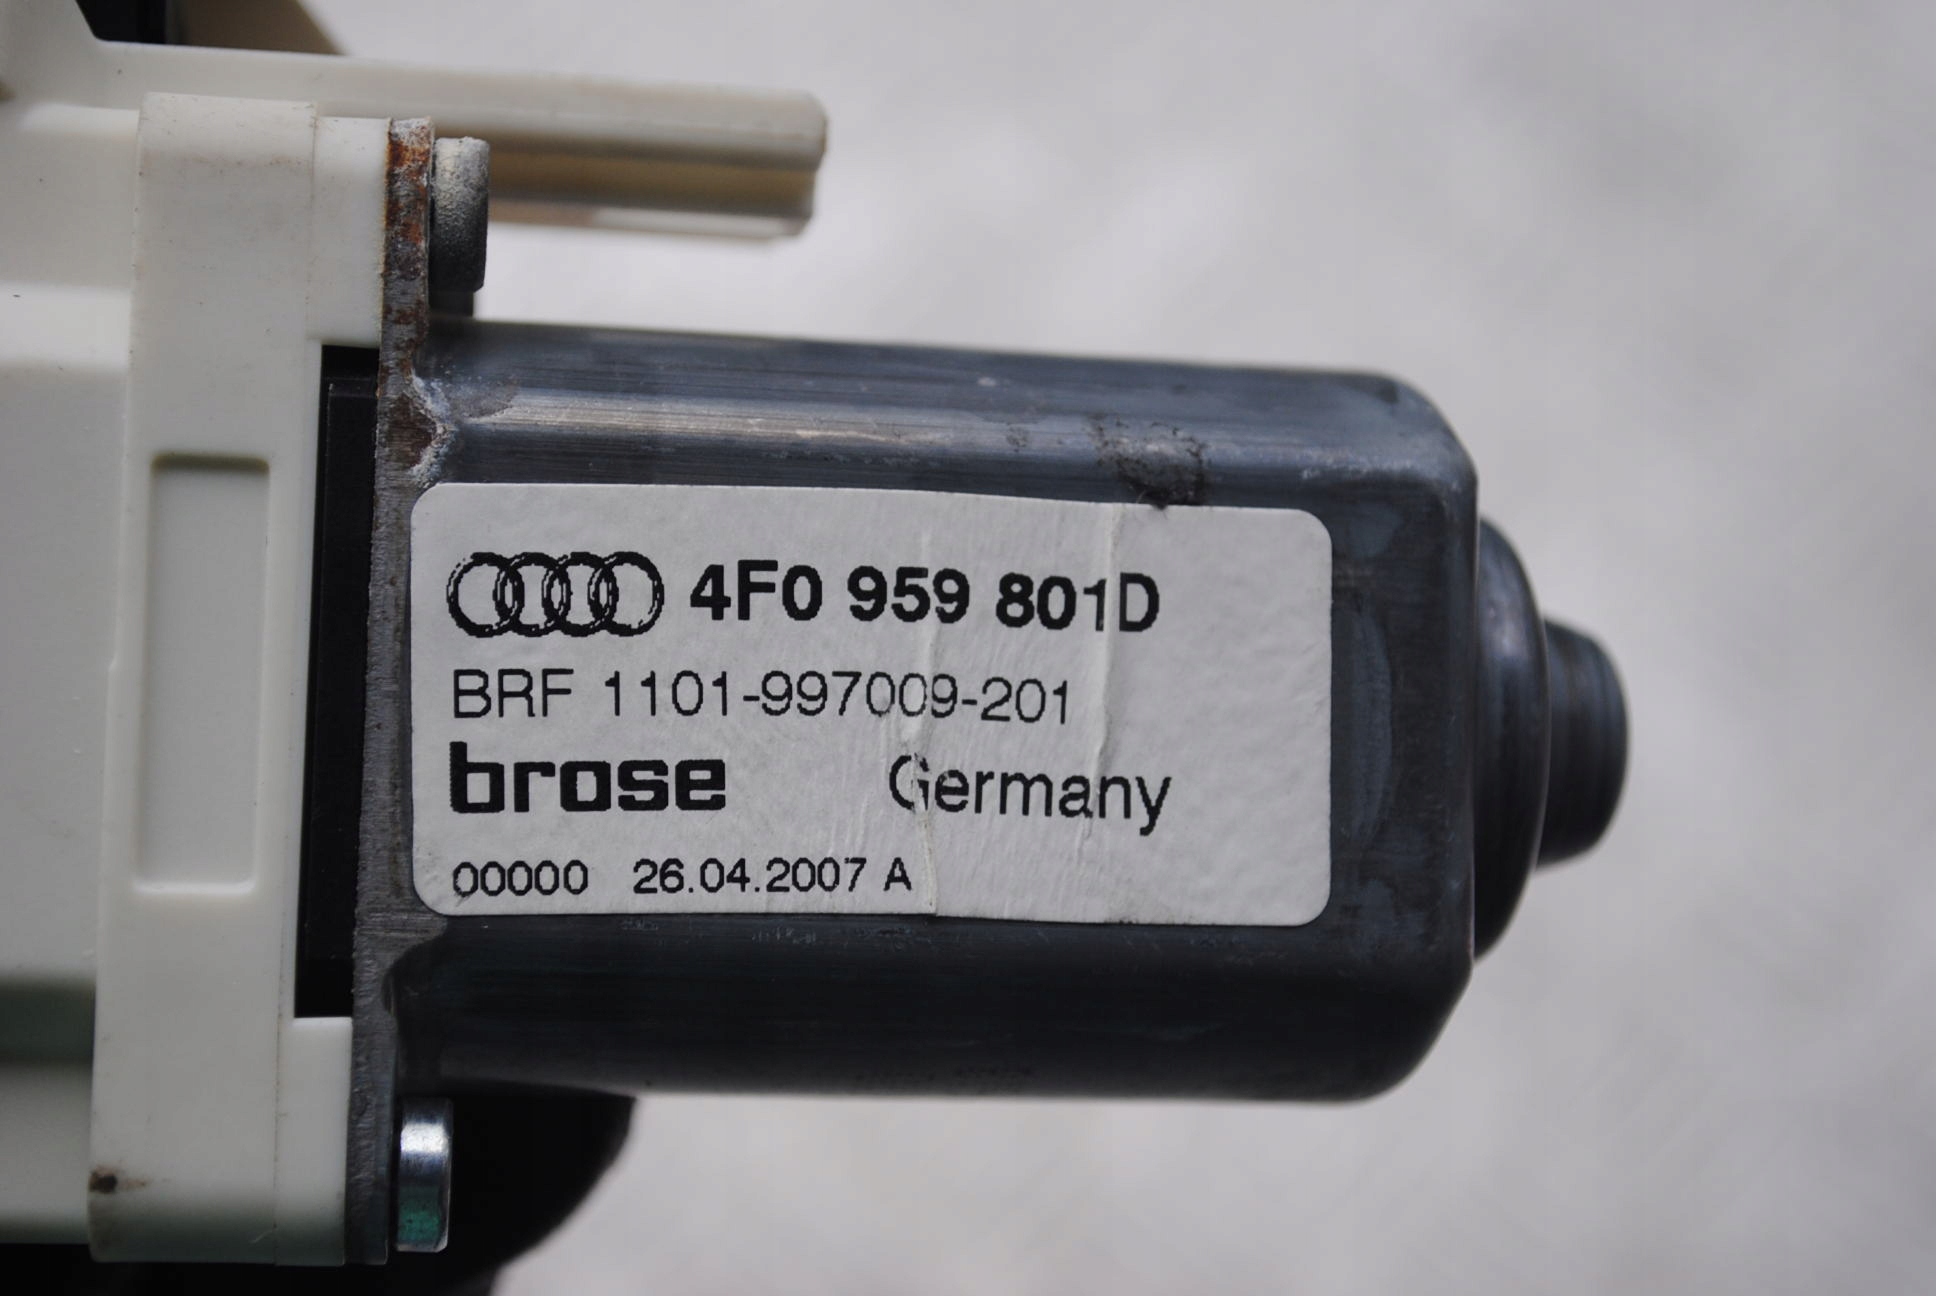 4F0 959 801D
BRF 1101-997009-201
brose Germany
00000 26.04.2007 A